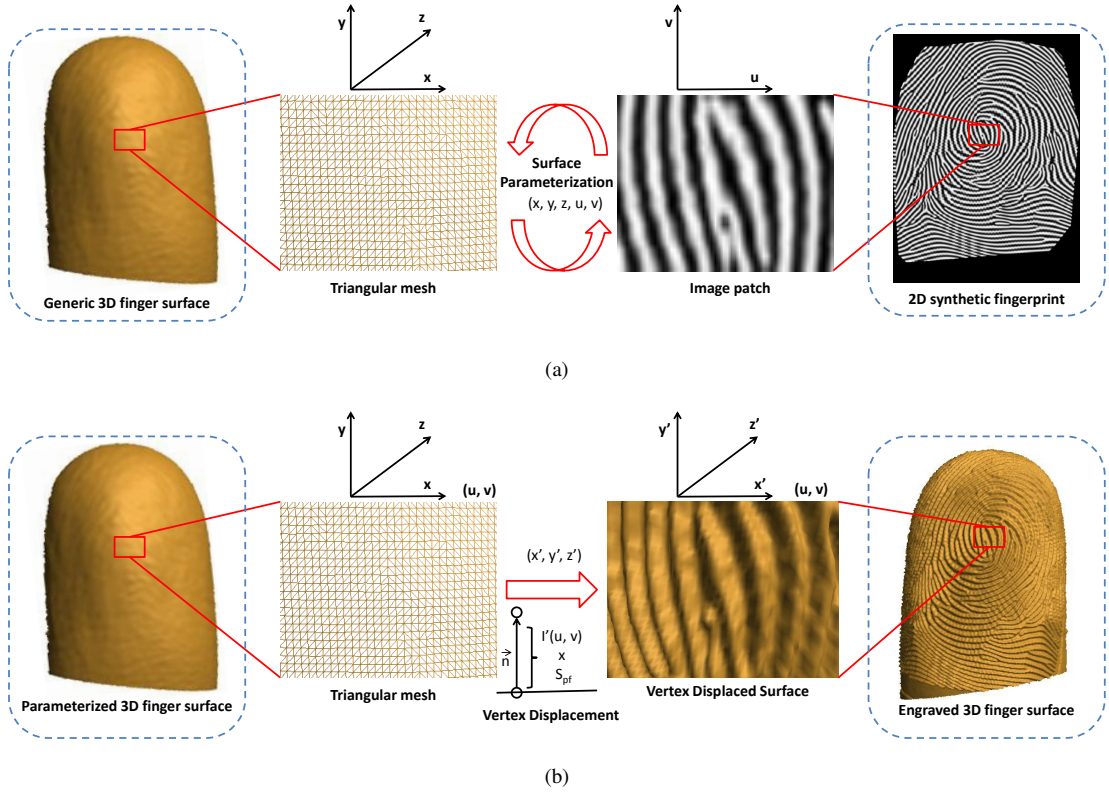 y
z
x
v
u
Surface
Parameterization
(x, y, z, u, v)
Generic 3D finger surface
Triangular mesh
Image patch
2D synthetic fingerprint
(a)
y
z
x
(u, v)
y’
z’
x’
(u, v)
(x’, y’, z’)
n
I’(u, v)
x
S_pf
Parameterized 3D finger surface
Triangular mesh
Vertex Displacement
Vertex Displaced Surface
Engraved 3D finger surface
(b)